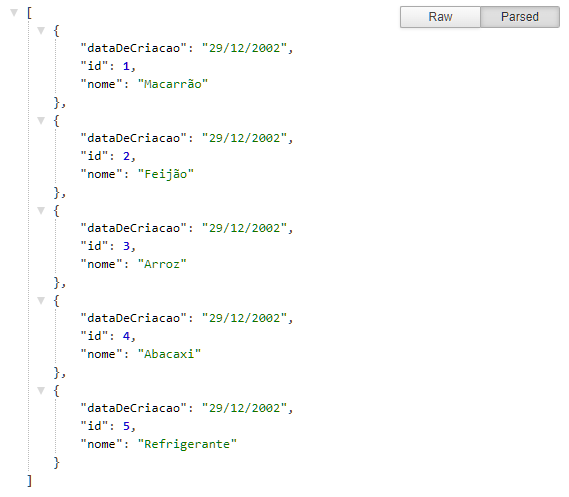 [
Raw Parsed
{
"dataDeCriacao": "29/12/2002",
"id": 1,
"nome": "Macarrão"
},
{
"dataDeCriacao": "29/12/2002",
"id": 2,
"nome": "Feijão"
},
{
"dataDeCriacao": "29/12/2002",
"id": 3,
"nome": "Arroz"
},
{
"dataDeCriacao": "29/12/2002",
"id": 4,
"nome": "Abacaxi"
},
{
"dataDeCriacao": "29/12/2002",
"id": 5,
"nome": "Refrigerante"
}
]